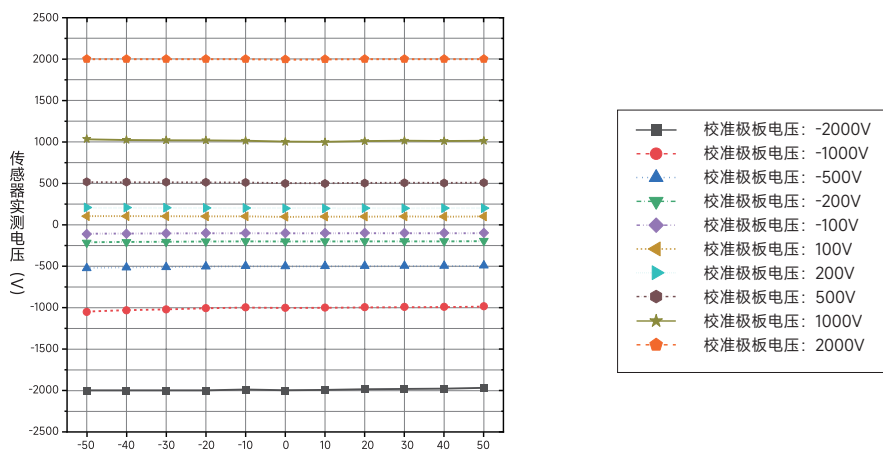 2500
2000
1500
1000
500
0
-500
-1000
-1500
-2000
-2500
传感器实测电压 (V)
-50 -40 -30 -20 -10 0 10 20 30 40 50
校准极板电压：-2000V
校准极板电压：-1000V
校准极板电压：-500V
校准极板电压：-200V
校准极板电压：-100V
校准极板电压：100V
校准极板电压：200V
校准极板电压：500V
校准极板电压：1000V
校准极板电压：2000V